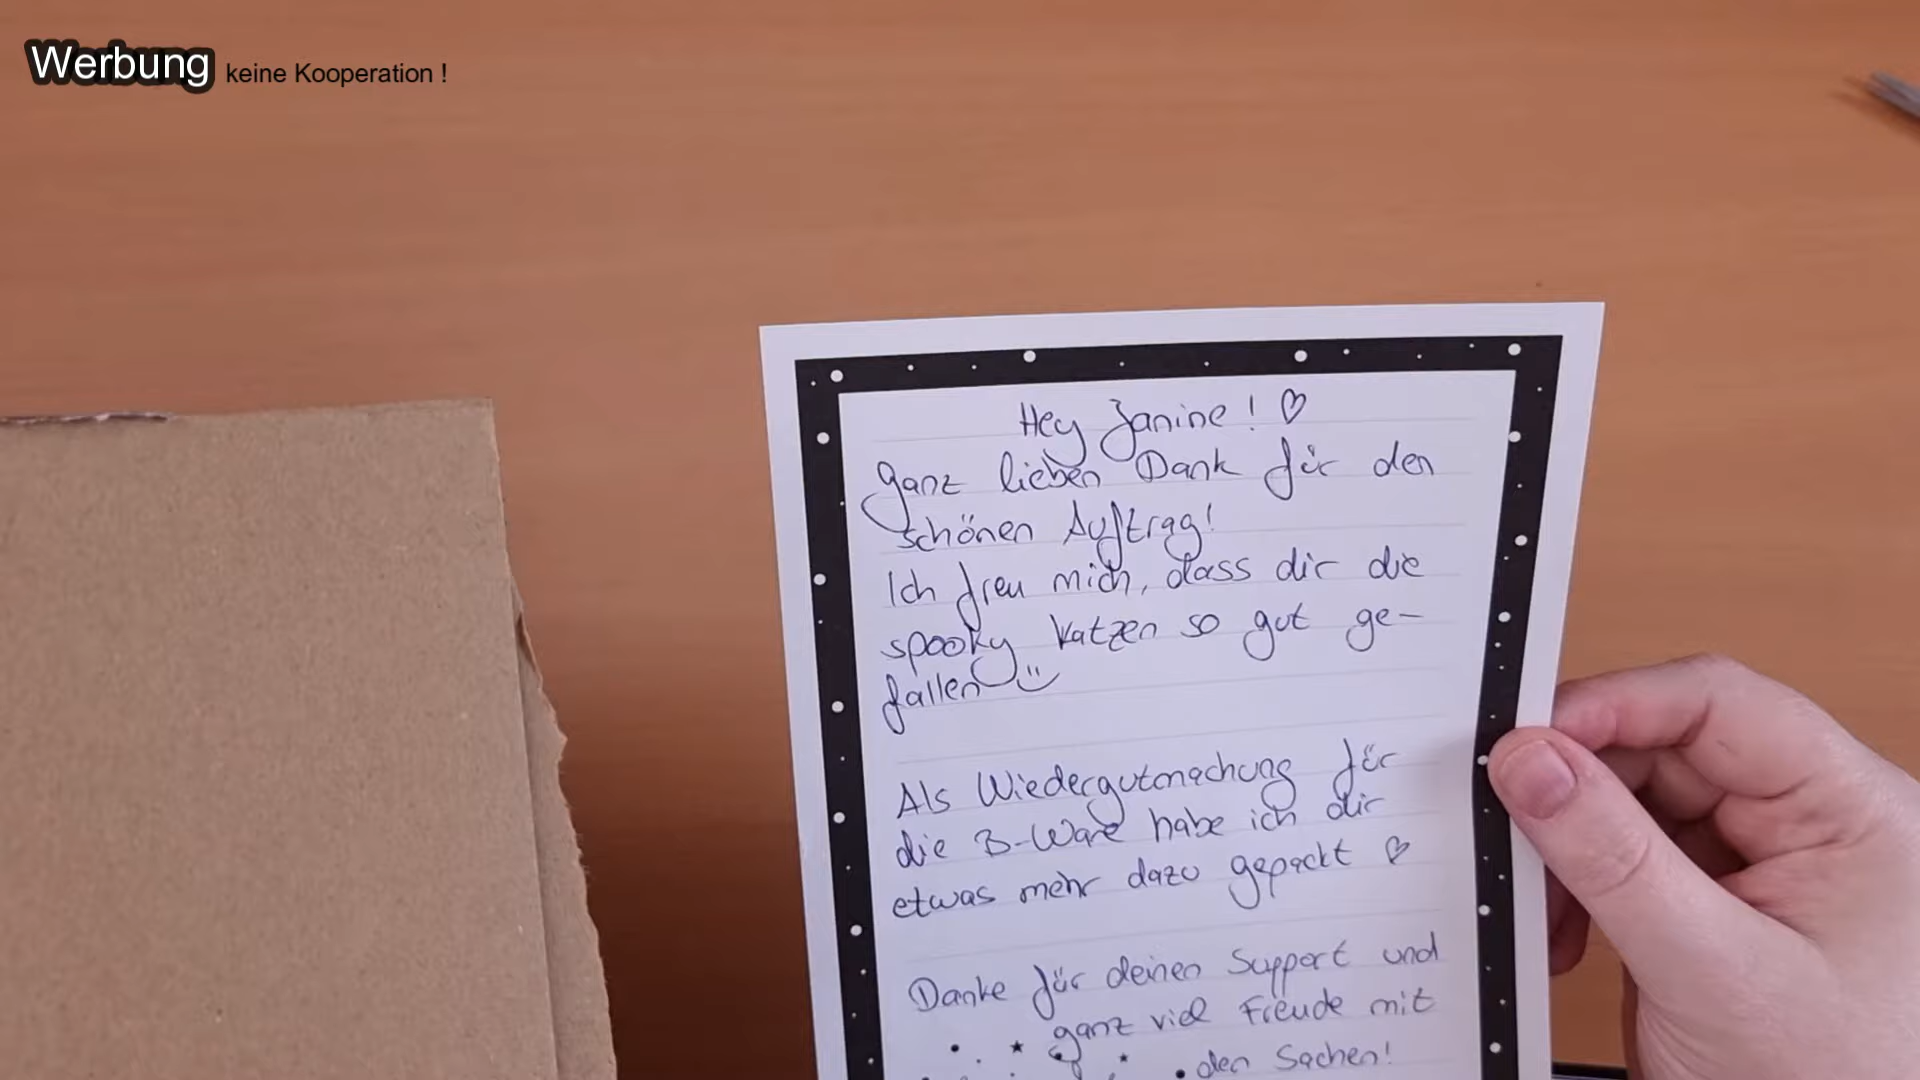 Werbung keine Kooperation !
Hey Janine! ♡
Ganz lieben Dank für den
schönen Auftrag!
Ich freu mich, dass dir die
spooky Katzen so gut ge-
fallen
Als Wiedergutmachung für
die B-Ware habe ich dir
etwas mehr dazu gepackt ♡
Danke für deinen Support und
ganz viel Freude mit
den Sachen!